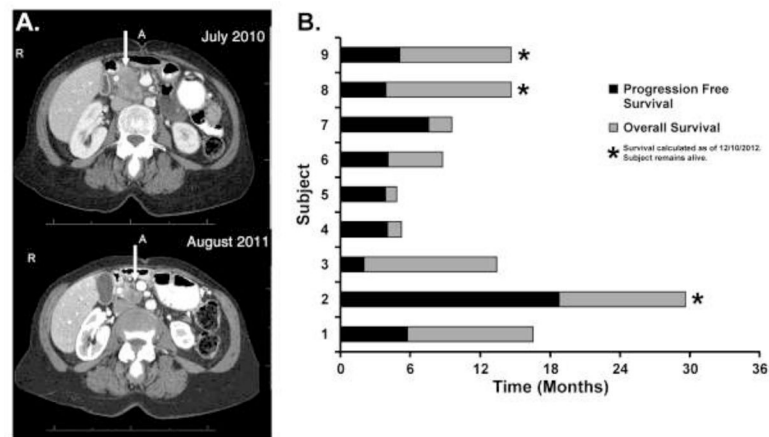 A.
July 2010
A
R
August 2011
A
R
B.
9
8
7
6
5
4
3
2
1
Subject
0
6
12
18
24
30
36
Time (Months)
*
*
*
Progression Free
Survival
Overall Survival
* Survival calculated as of 12/10/2012.
Subject remains alive.